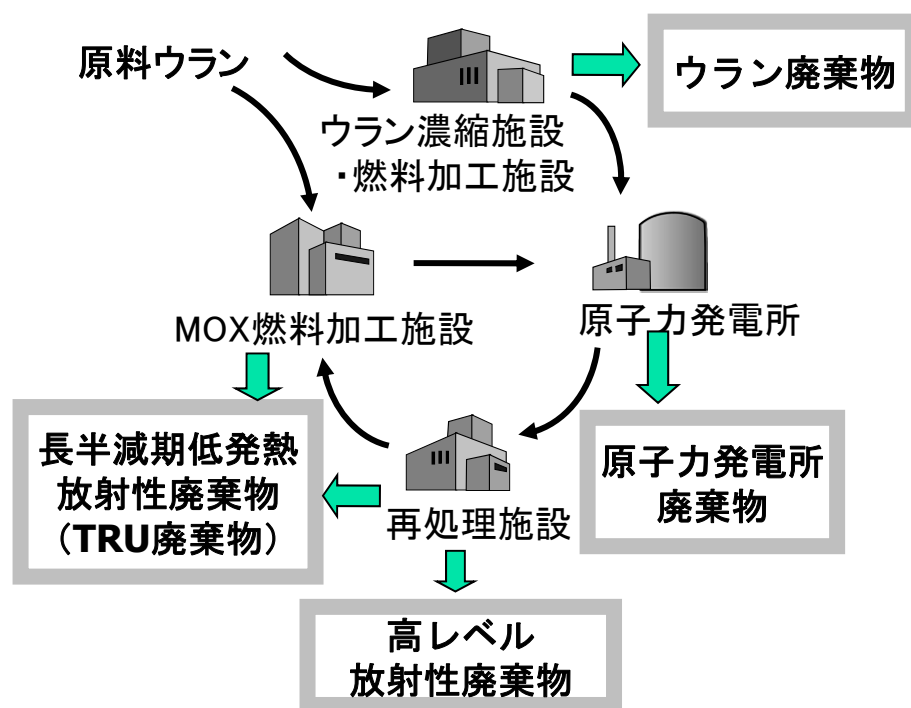 原料ウラン
ウラン廃棄物
ウラン濃縮施設
・燃料加工施設
MOX燃料加工施設
原子力発電所
長半減期低発熱
放射性廃棄物
（TRU廃棄物）
再処理施設
原子力発電所
廃棄物
高レベル
放射性廃棄物